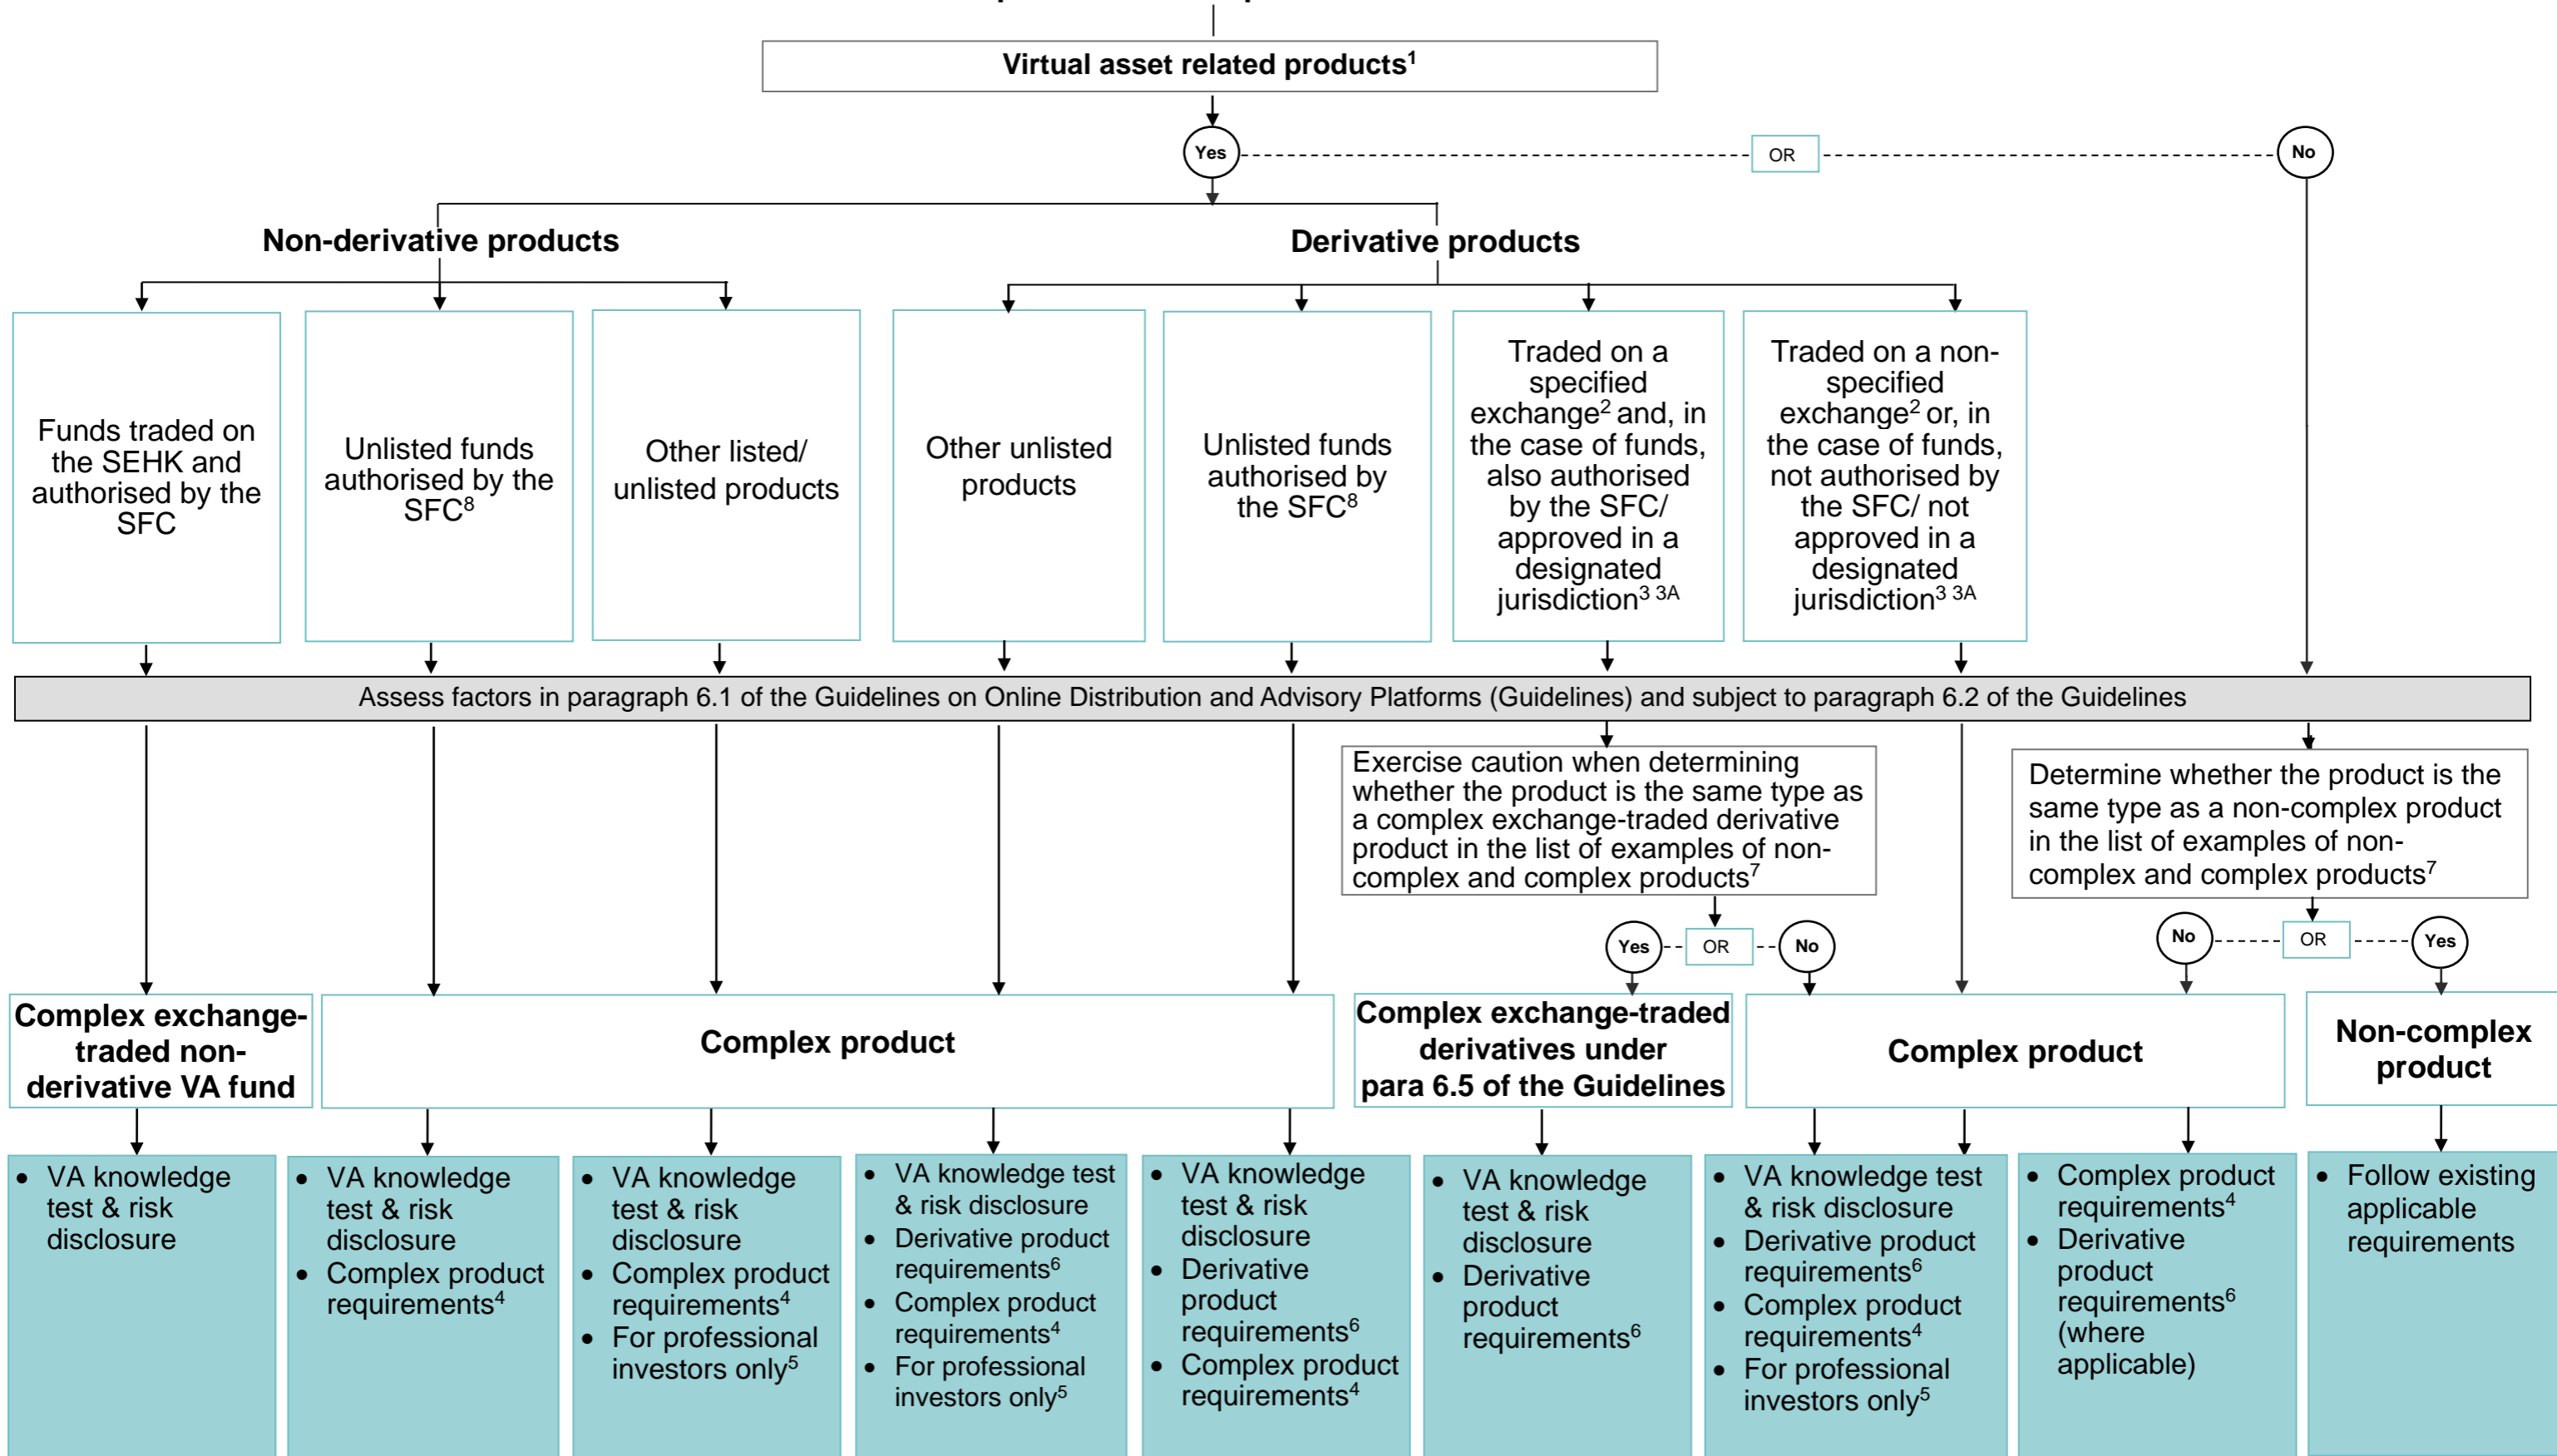 Virtual asset related products1
Yes
OR
No
Non-derivative products
Derivative products
Funds traded on
the SEHK and
authorised by the
SFC
Unlisted funds
authorised by the
SFC8
Other listed/
unlisted products
Other unlisted
products
Unlisted funds
authorised by
the SFC8
Traded on a
specified
exchange2 and, in
the case of funds,
also authorised
by the SFC/
approved in a
designated
jurisdiction3 3A
Traded on a non-
specified
exchange2 or, in
the case of funds,
not authorised by
the SFC/ not
approved in a
designated
jurisdiction3 3A
Assess factors in paragraph 6.1 of the Guidelines on Online Distribution and Advisory Platforms (Guidelines) and subject to paragraph 6.2 of the Guidelines
Exercise caution when determining
whether the product is the same type as
a complex exchange-traded derivative
product in the list of examples of non-
complex and complex products7
Determine whether the product is the
same type as a non-complex product
in the list of examples of non-
complex and complex products7
Yes
OR
No
No
OR
Yes
Complex exchange-
traded non-
derivative VA fund
Complex product
Complex exchange-traded
derivatives under
para 6.5 of the Guidelines
Complex product
Non-complex
product
• VA knowledge
test & risk
disclosure
• VA knowledge
test & risk
disclosure
• Complex product
requirements4
• VA knowledge
test & risk
disclosure
• Complex product
requirements4
• For professional
investors only5
• VA knowledge test
& risk disclosure
• Derivative product
requirements6
• Complex product
requirements4
• For professional
investors only5
• VA knowledge
test & risk
disclosure
• Derivative
product
requirements6
• Complex product
requirements4
• VA knowledge
test & risk
disclosure
• Derivative
product
requirements6
• VA knowledge test
& risk disclosure
• Derivative product
requirements6
• Complex product
requirements4
• For professional
investors only5
• Complex product
requirements4
• Derivative
product
requirements6
(where
applicable)
• Follow existing
applicable
requirements